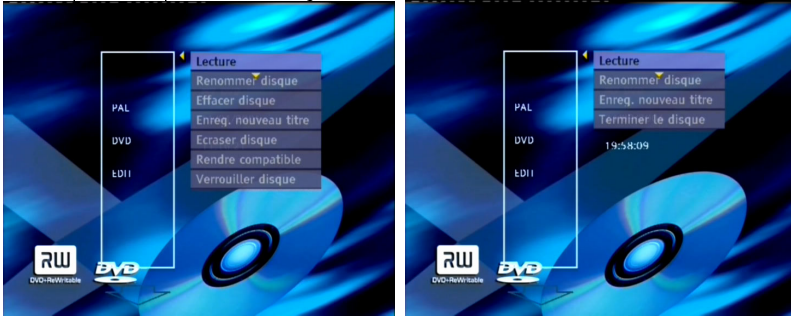 Lecture
Renommer disque
Effacer disque
Enreg. nouveau titre
Ecraser disque
Rendre compatible
Verrouiller disque
PAL
DVD
EDIT
RW
DVD+ReWritable
DVD
Lecture
Renommer disque
Enreg. nouveau titre
Terminer le disque
19:58:09
PAL
DVD
EDIT
RW
DVD+ReWritable
DVD